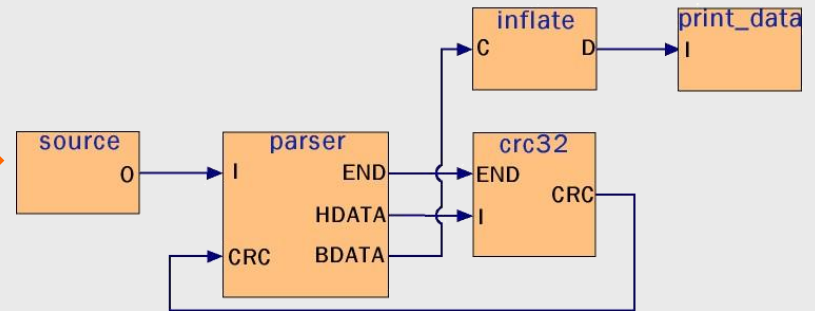 inflate
C D
print_data
I
source
O
parser
I END
HDATA
CRC BDATA
crc32
END
CRC
I